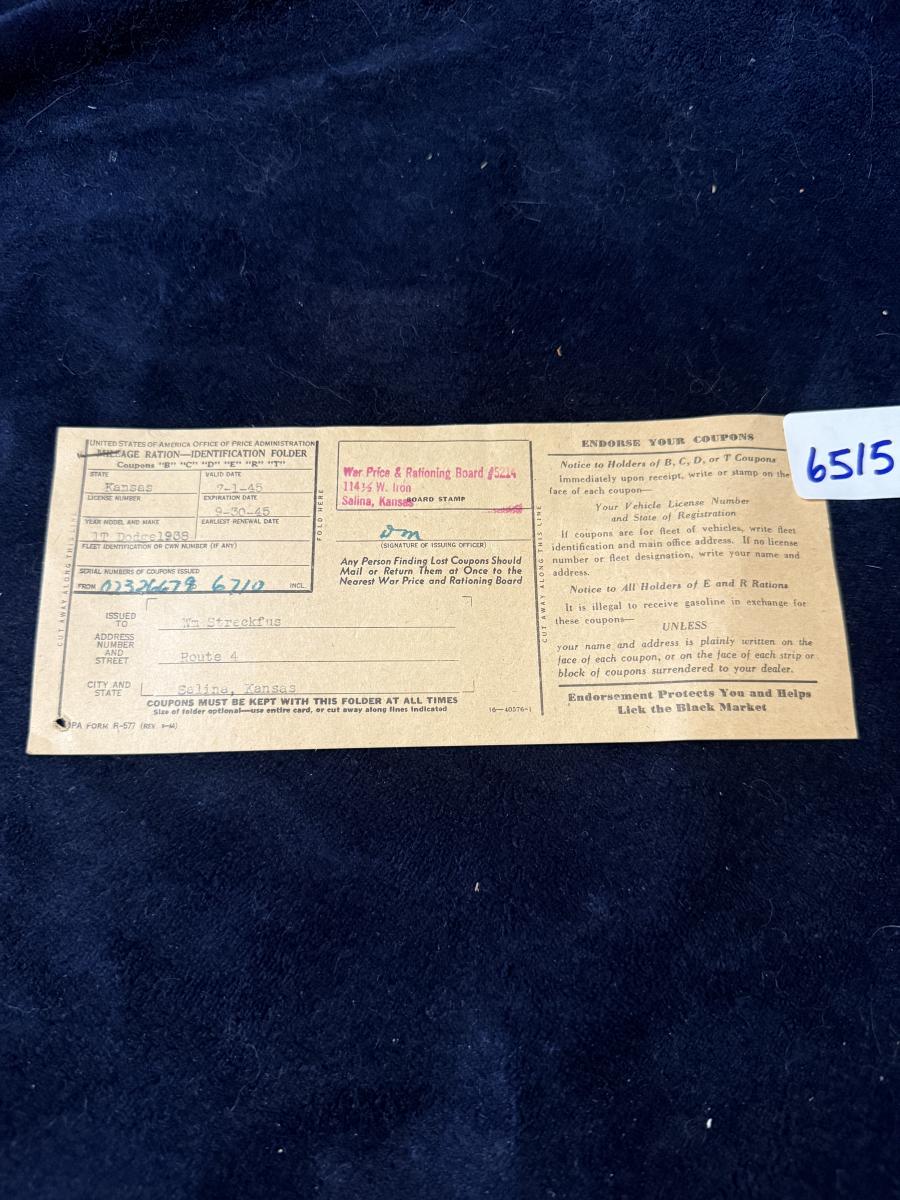 UNITED STATES OF AMERICA OFFICE OF PRICE ADMINISTRATION
MILEAGE RATION—IDENTIFICATION FOLDER
Coupons "B" "C" "D" "E" "R" "T"
STATE
Kansas
VALID DATE
7-1-45
LICENSE NUMBER
EXPIRATION DATE
9-30-45
YEAR MODEL AND MAKE
1T Dodge1938
EARLIEST RENEWAL DATE
FLEET IDENTIFICATION OR OWN NUMBER (IF ANY)
SERIAL NUMBERS OF COUPONS ISSUED
FROM 6710 INCL.
CUT AWAY ALONG THIS LINE
FOLD HERE
ISSUED TO
Wm Streckfus
ADDRESS
NUMBER
AND
STREET
Route 4
CITY AND
STATE
Salina, Kansas
COUPONS MUST BE KEPT WITH THIS FOLDER AT ALL TIMES
Size of folder optional—use entire card, or cut away along lines indicated
16—40576-1
OPA FORM R-577
War Price & Rationing Board #5214
114½ W. Iron
Salina, Kansas
BOARD STAMP
(SIGNATURE OF ISSUING OFFICER)
Any Person Finding Lost Coupons Should
Mail or Return Them at Once to the
Nearest War Price and Rationing Board
CUT AWAY ALONG THIS LINE
ENDORSE YOUR COUPONS
Notice to Holders of B, C, D, or T Coupons
Immediately upon receipt, write or stamp on the
face of each coupon—
Your Vehicle License Number
and State of Registration
If coupons are for fleet of vehicles, write fleet
identification and main office address. If no license
number or fleet designation, write your name and
address.
Notice to All Holders of E and R Rations
It is illegal to receive gasoline in exchange for
these coupons—
UNLESS
your name and address is plainly written on the
face of each coupon, or on the face of each strip or
block of coupons surrendered to your dealer.
Endorsement Protects You and Helps
Lick the Black Market
6515